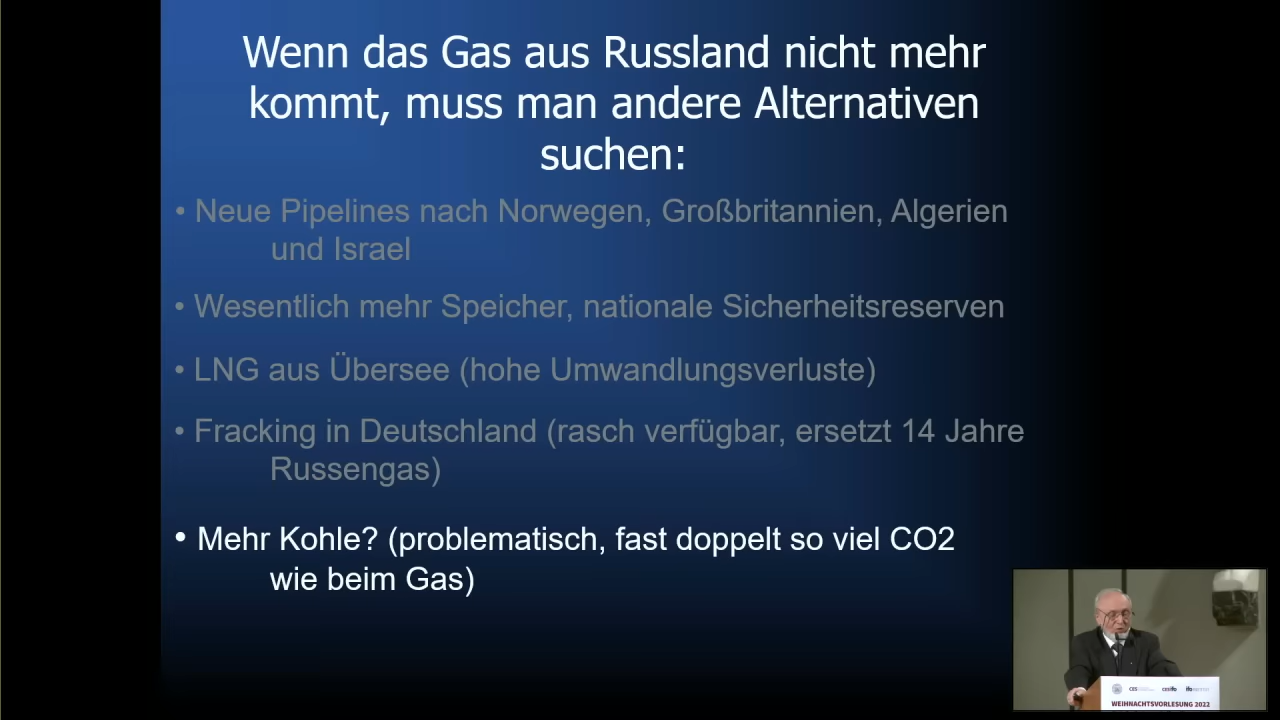 Wenn das Gas aus Russland nicht mehr
kommt, muss man andere Alternativen
suchen:
• Neue Pipelines nach Norwegen, Großbritannien, Algerien
und Israel
• Wesentlich mehr Speicher, nationale Sicherheitsreserven
• LNG aus Übersee (hohe Umwandlungsverluste)
• Fracking in Deutschland (rasch verfügbar, ersetzt 14 Jahre
Russengas)
• Mehr Kohle? (problematisch, fast doppelt so viel CO2
wie beim Gas)
CES
WEIHNACHTSVORLESUNG 2022